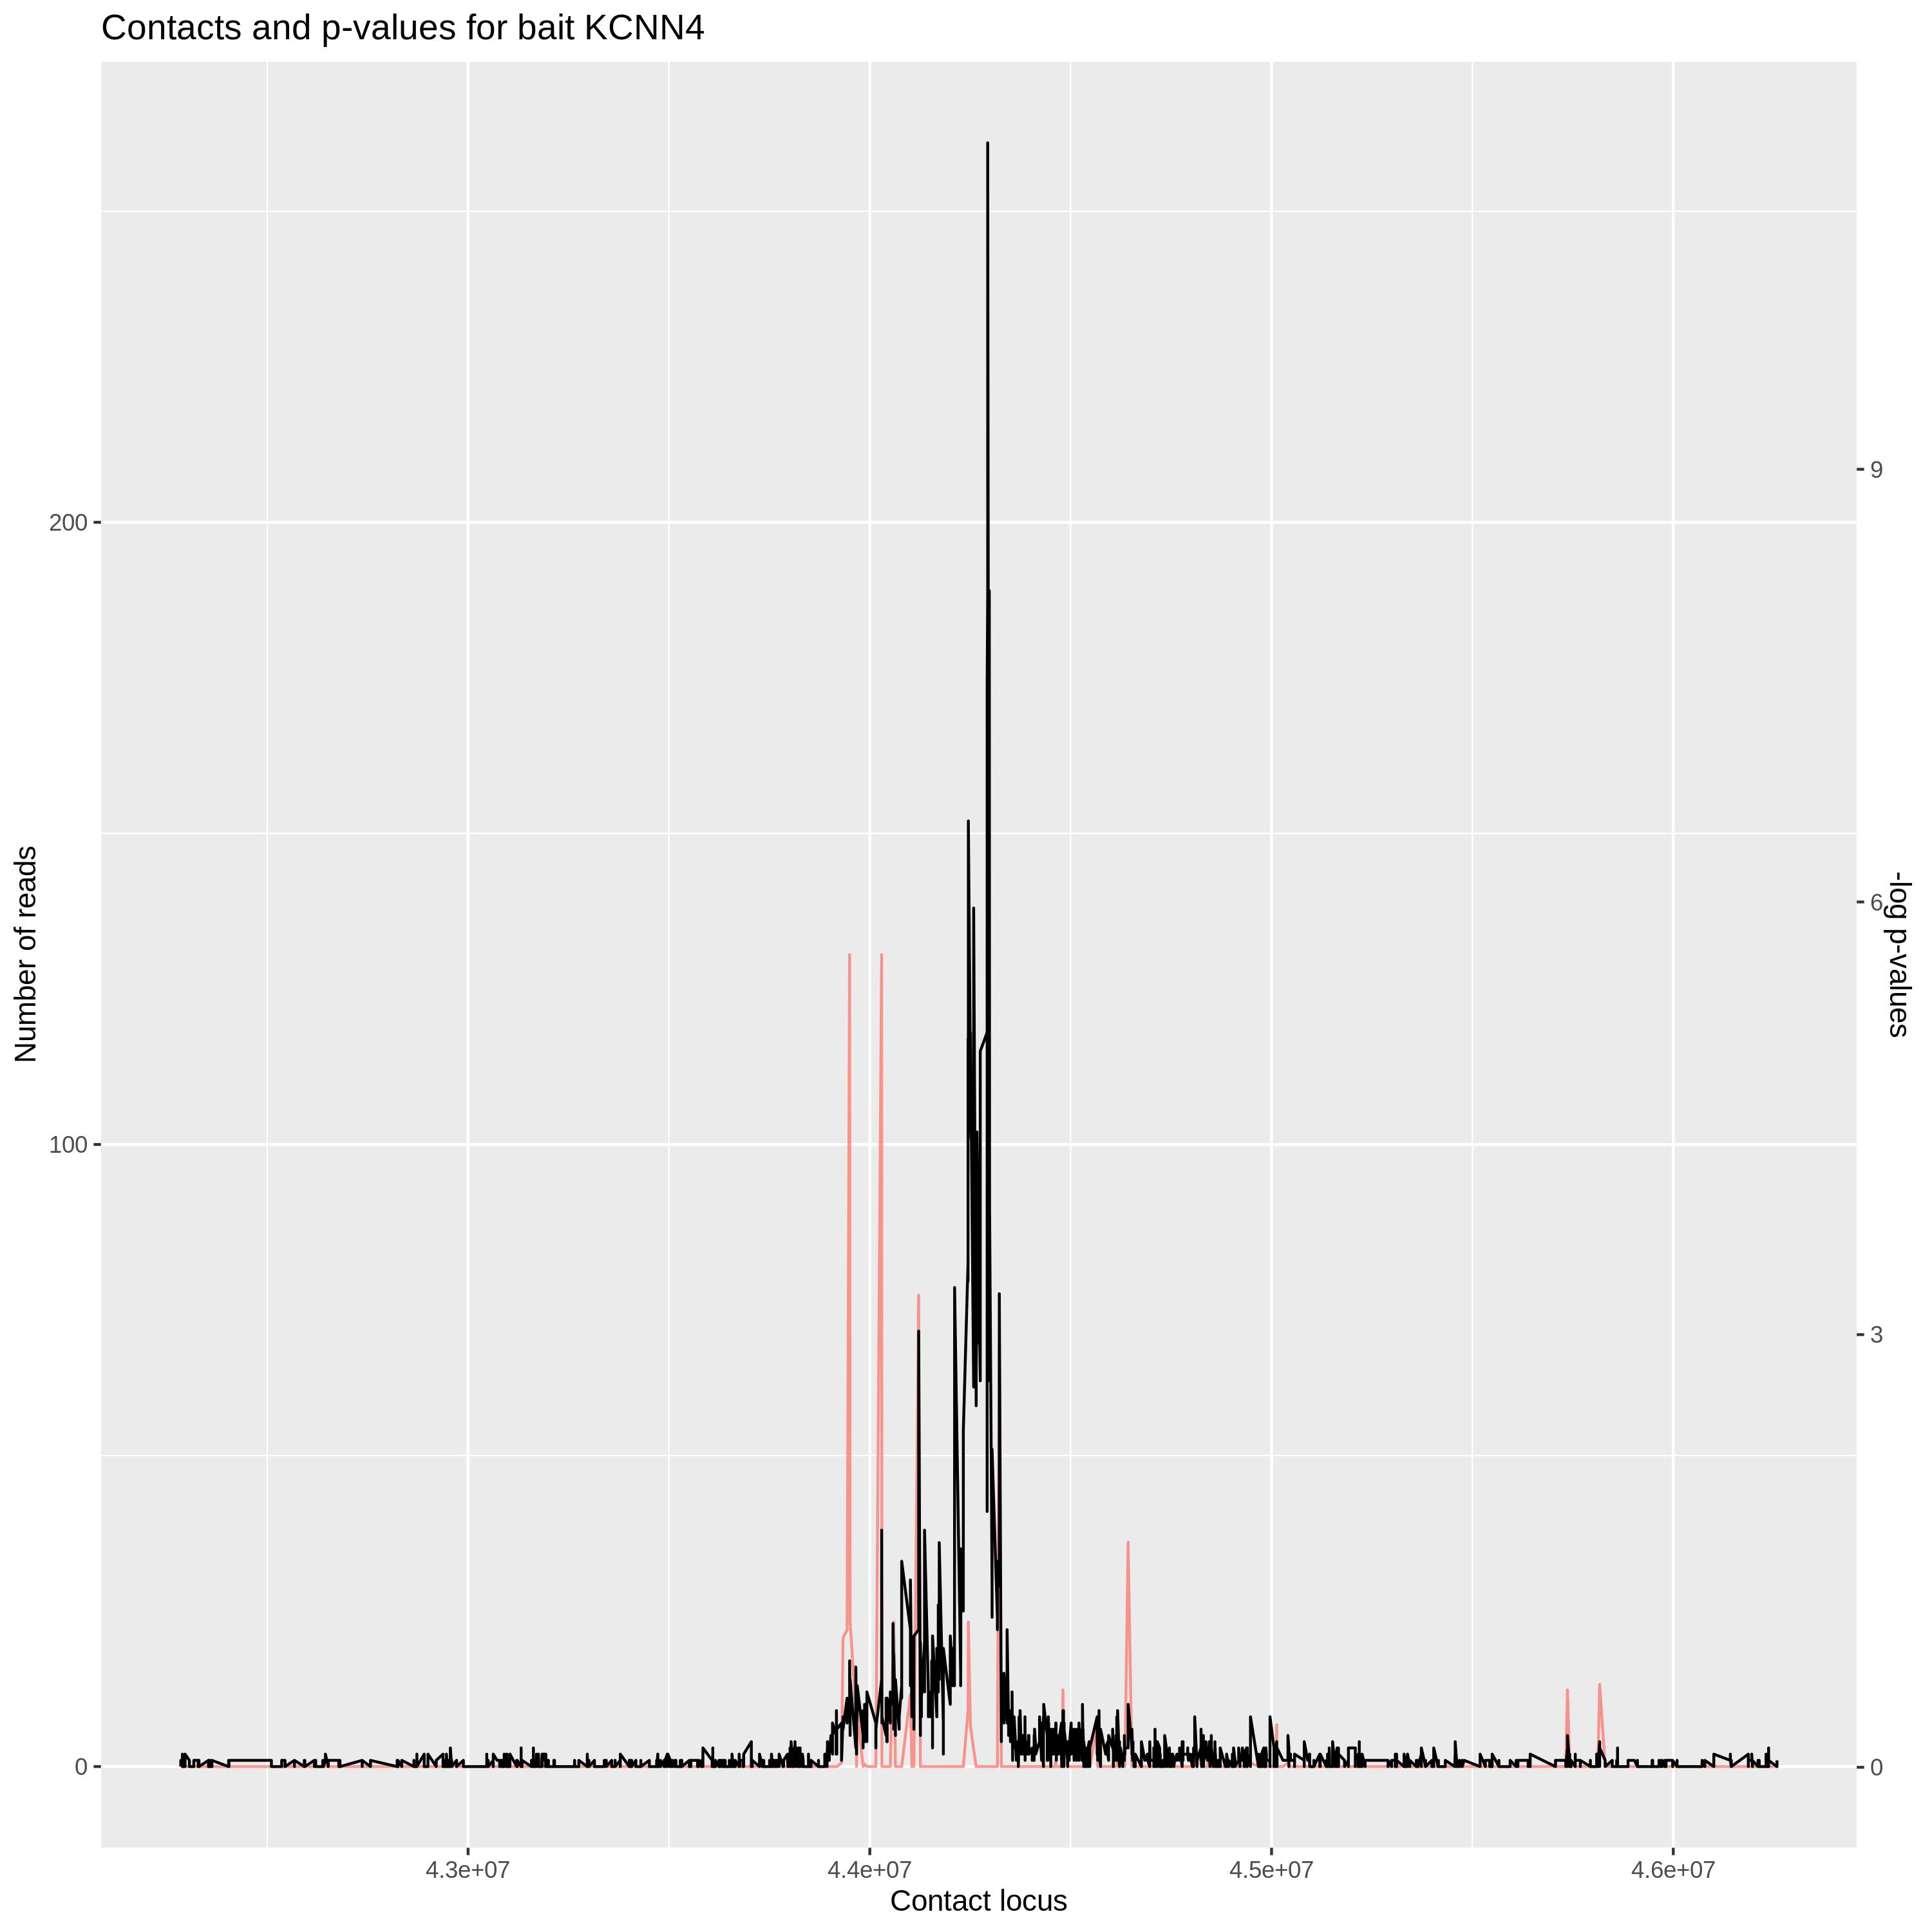 Contacts and p-values for bait KCNN4
Number of reads
200
100
0
9
6
3
0
-log p-values
4.3e+07
4.4e+07
4.5e+07
4.6e+07
Contact locus